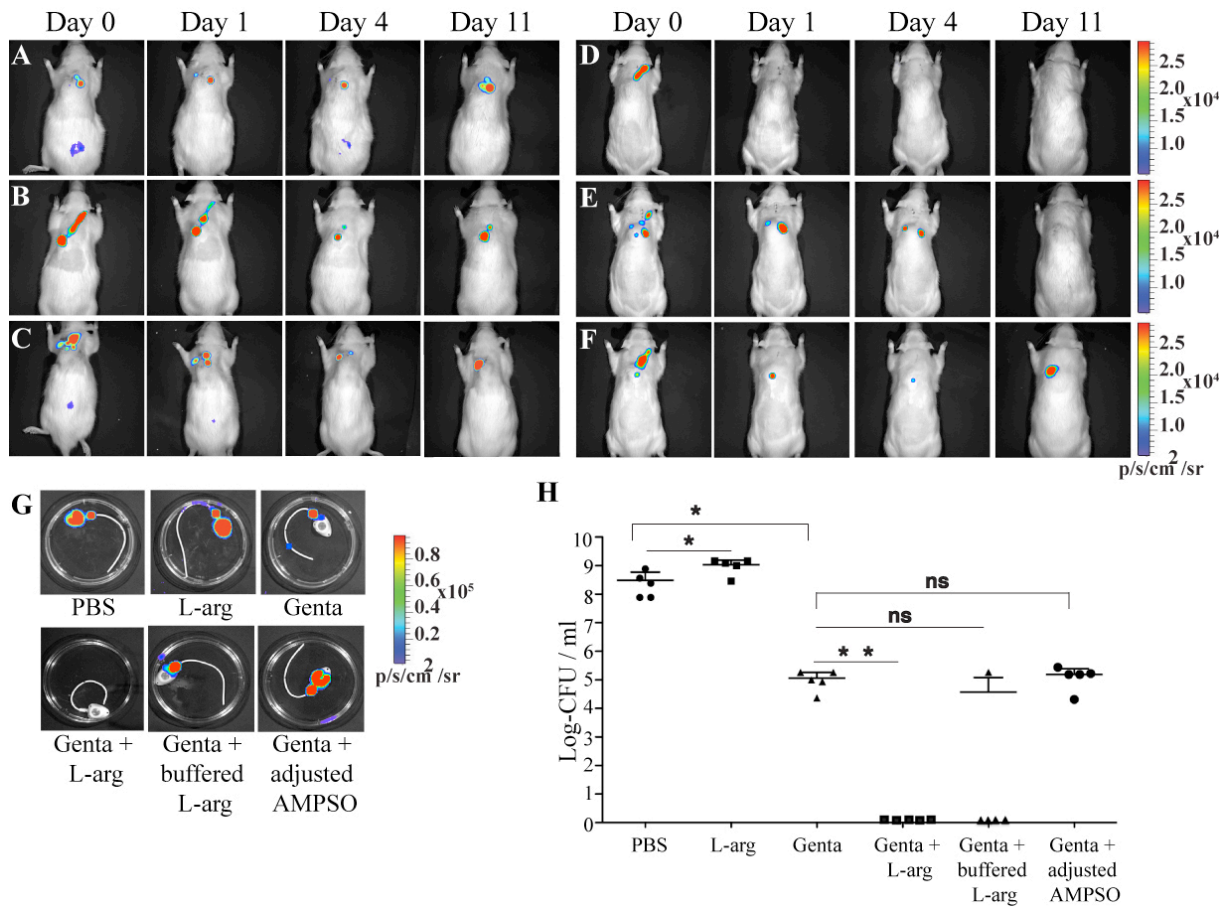 Day 0 Day 1 Day 4 Day 11 Day 0 Day 1 Day 4 Day 11
A
D
2.5
2.0
x10⁴
1.5
1.0
B
E
2.5
2.0
x10⁴
1.5
1.0
C
F
2.5
2.0
x10⁴
1.5
1.0
p/s/cm²/sr
G
PBS
L-arg
Genta
Genta +
L-arg
Genta +
buffered
L-arg
Genta +
adjusted
AMPSO
0.8
0.6
x10⁵
0.4
0.2
p/s/cm²/sr
H
*
*
ns
ns
* *
Log-CFU / ml
10
9
8
7
6
5
4
3
2
1
0
PBS
L-arg
Genta
Genta +
L-arg
Genta +
buffered
L-arg
Genta +
adjusted
AMPSO